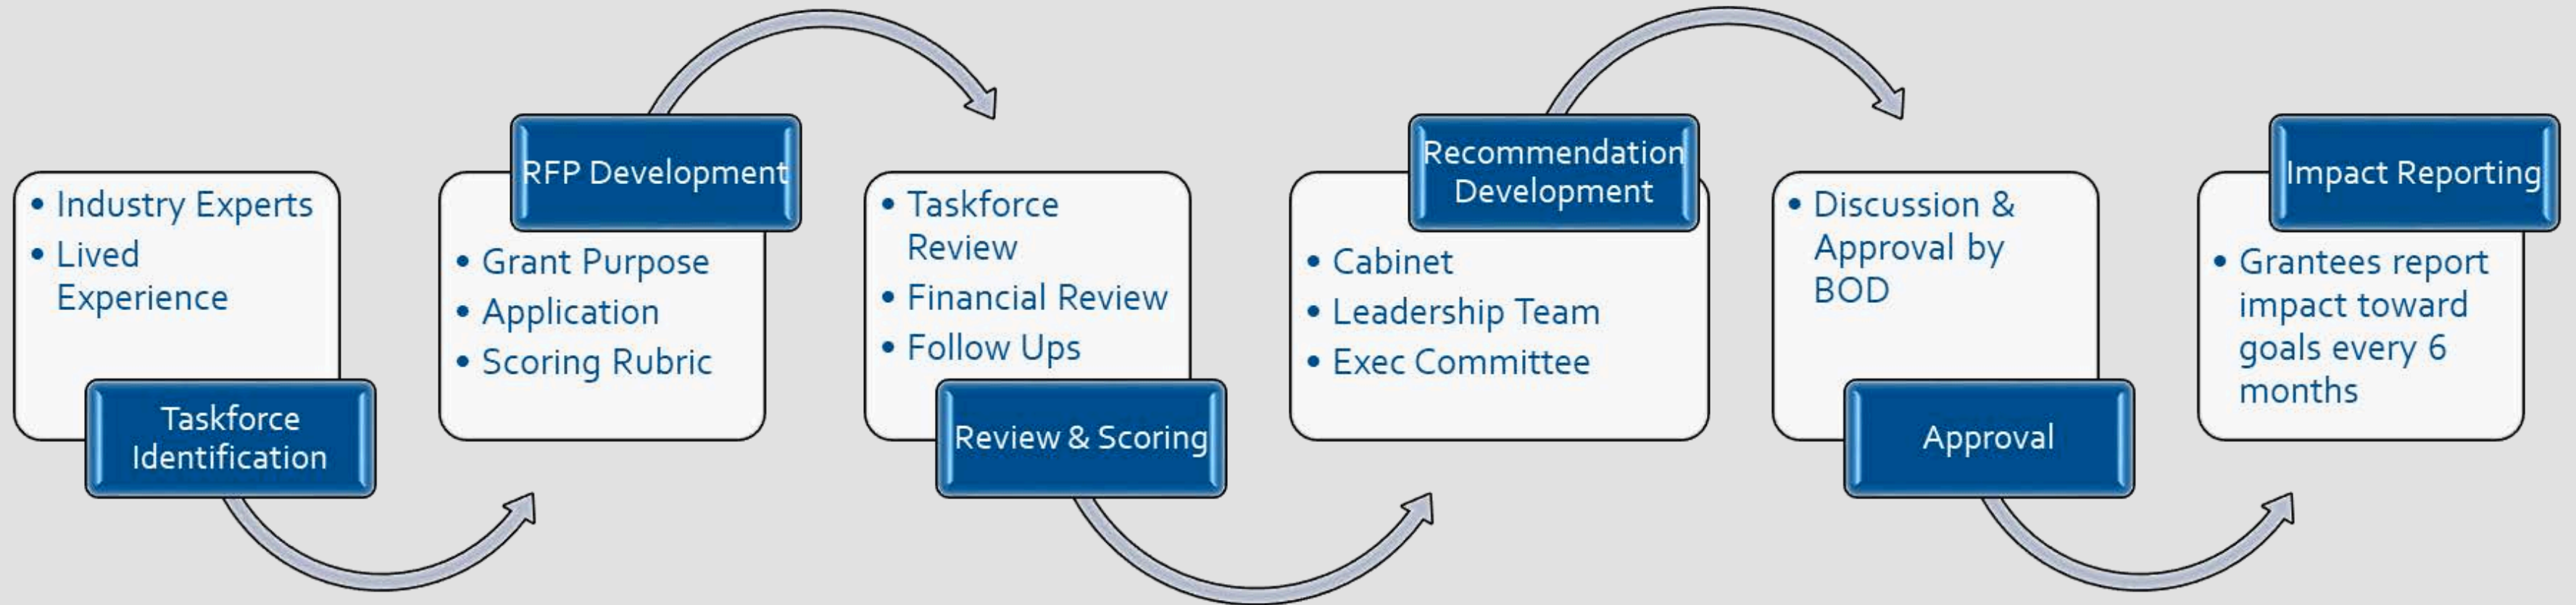 • Industry Experts
• Lived
Experience
Taskforce
Identification
RFP Development
• Grant Purpose
• Application
• Scoring Rubric
• Taskforce
Review
• Financial Review
• Follow Ups
Review & Scoring
Recommendation
Development
• Cabinet
• Leadership Team
• Exec Committee
• Discussion &
Approval by
BOD
Approval
Impact Reporting
• Grantees report
impact toward
goals every 6
months